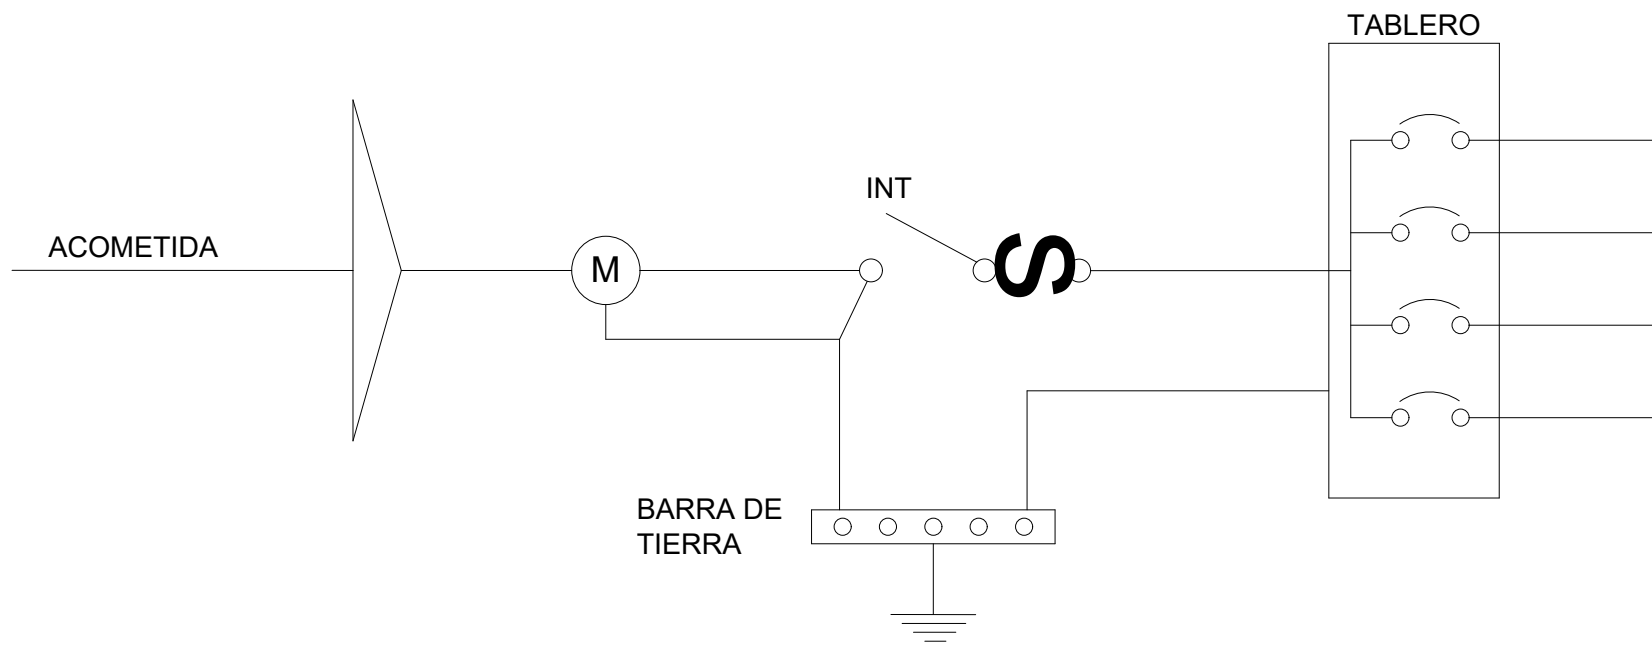 TABLERO
INT
ACOMETIDA
M
S
BARRA DE
TIERRA